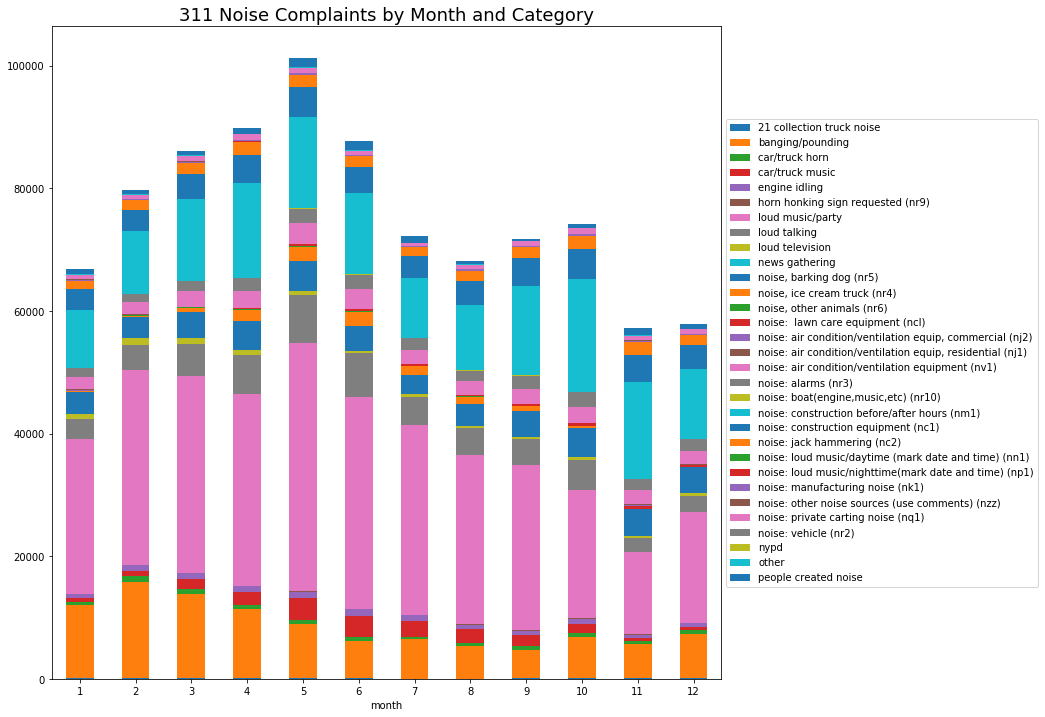 311 Noise Complaints by Month and Category
100000
80000
60000
40000
20000
0
1 2 3 4 5 6 7 8 9 10 11 12
month
21 collection truck noise
banging/pounding
car/truck horn
car/truck music
engine idling
horn honking sign requested (nr9)
loud music/party
loud talking
loud television
news gathering
noise, barking dog (nr5)
noise, ice cream truck (nr4)
noise, other animals (nr6)
noise:  lawn care equipment (ncl)
noise: air condition/ventilation equip, commercial (nj2)
noise: air condition/ventilation equip, residential (nj1)
noise: air condition/ventilation equipment (nv1)
noise: alarms (nr3)
noise: boat(engine,music,etc) (nr10)
noise: construction before/after hours (nm1)
noise: construction equipment (nc1)
noise: jack hammering (nc2)
noise: loud music/daytime (mark date and time) (nn1)
noise: loud music/nighttime(mark date and time) (np1)
noise: manufacturing noise (nk1)
noise: other noise sources (use comments) (nzz)
noise: private carting noise (nq1)
noise: vehicle (nr2)
nypd
other
people created noise